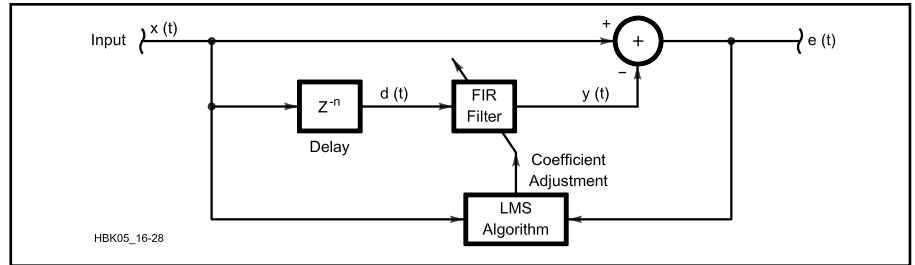 Input
x (t)
+
+
e (t)
−
Z-n
d (t)
FIR
Filter
y (t)
Delay
Coefficient
Adjustment
LMS
Algorithm
HBK05_16-28